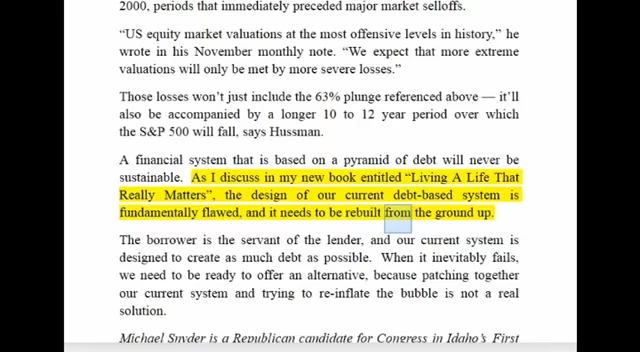 2000, periods that immediately preceded major market selloffs.
“US equity market valuations at the most offensive levels in history,” he
wrote in his November monthly note. “We expect that more extreme
valuations will only be met by more severe losses.”
Those losses won’t just include the 63% plunge referenced above — it’ll
also be accompanied by a longer 10 to 12 year period over which
the S&P 500 will fall, says Hussman.
A financial system that is based on a pyramid of debt will never be
sustainable. As I discuss in my new book entitled “Living A Life That
Really Matters”, the design of our current debt-based system is
fundamentally flawed, and it needs to be rebuilt from the ground up.
The borrower is the servant of the lender, and our current system is
designed to create as much debt as possible. When it inevitably fails,
we need to be ready to offer an alternative, because patching together
our current system and trying to re-inflate the bubble is not a real
solution.
Michael Snyder is a Republican candidate for Congress in Idaho’s First